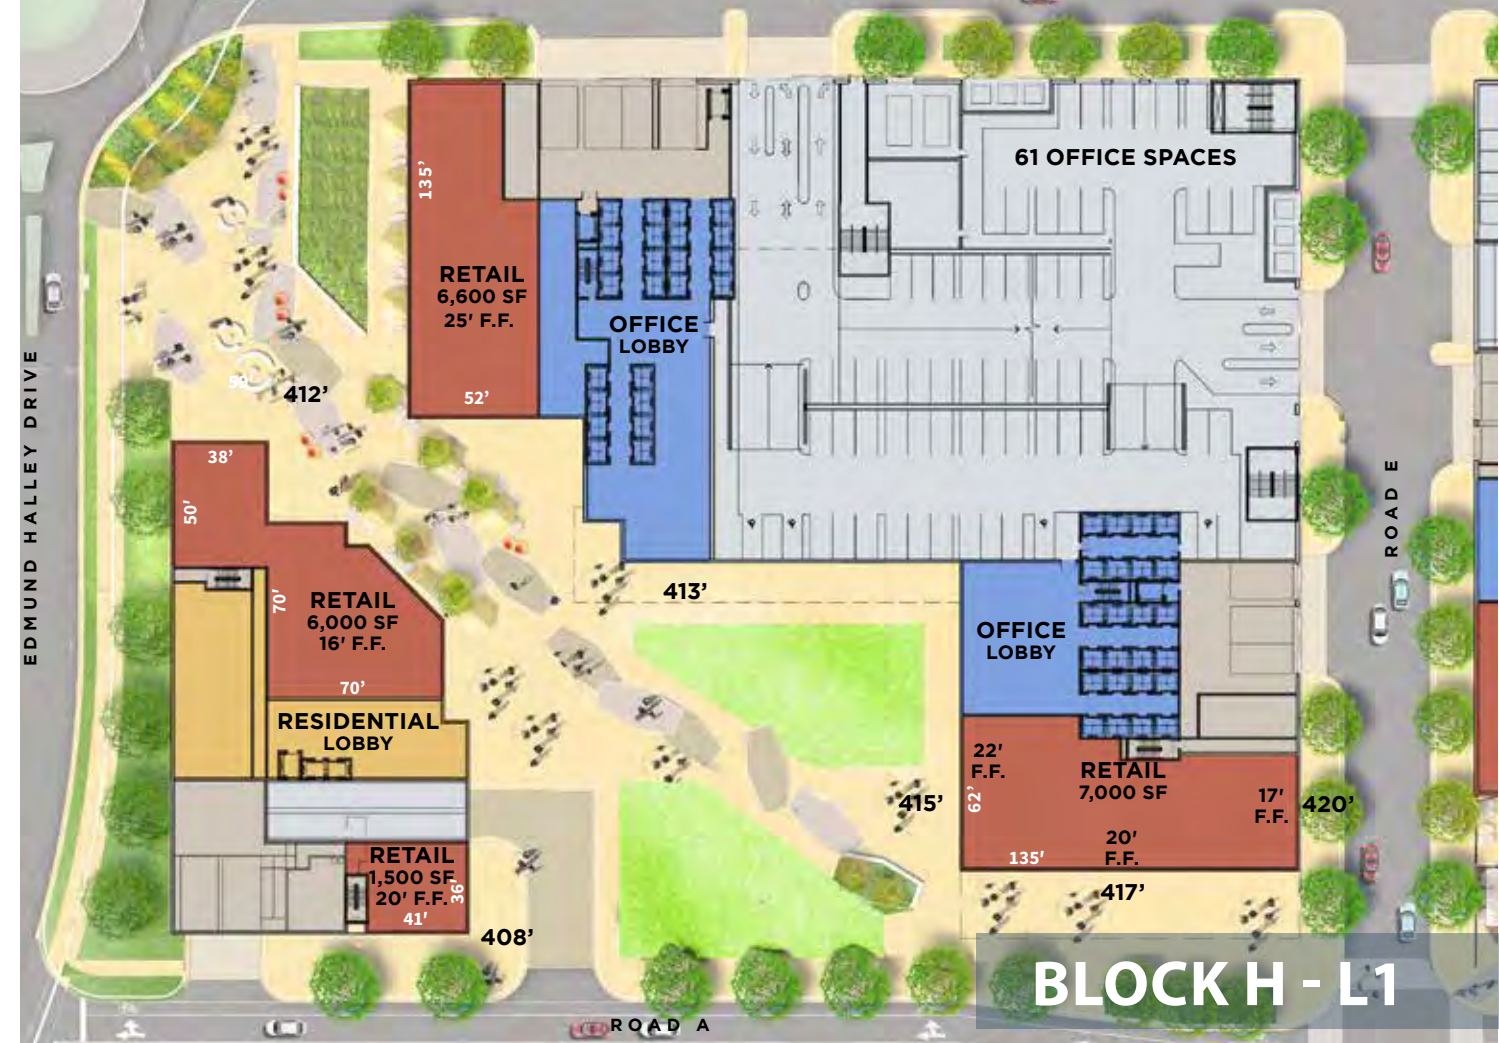 61 OFFICE SPACES
135'
RETAIL
6,600 SF
25' F.F.
52'
OFFICE
LOBBY
412'
EDMUND HALLEY DRIVE
38'
50'
70'
RETAIL
6,000 SF
16' F.F.
70'
413'
ROAD E
OFFICE
LOBBY
RESIDENTIAL
LOBBY
22'
F.F.
62'
RETAIL
7,000 SF
17'
F.F.
20'
F.F.
135'
415'
420'
417'
RETAIL
1,500 SF
20' F.F.
36'
41'
408'
BLOCK H - L1
ROAD A